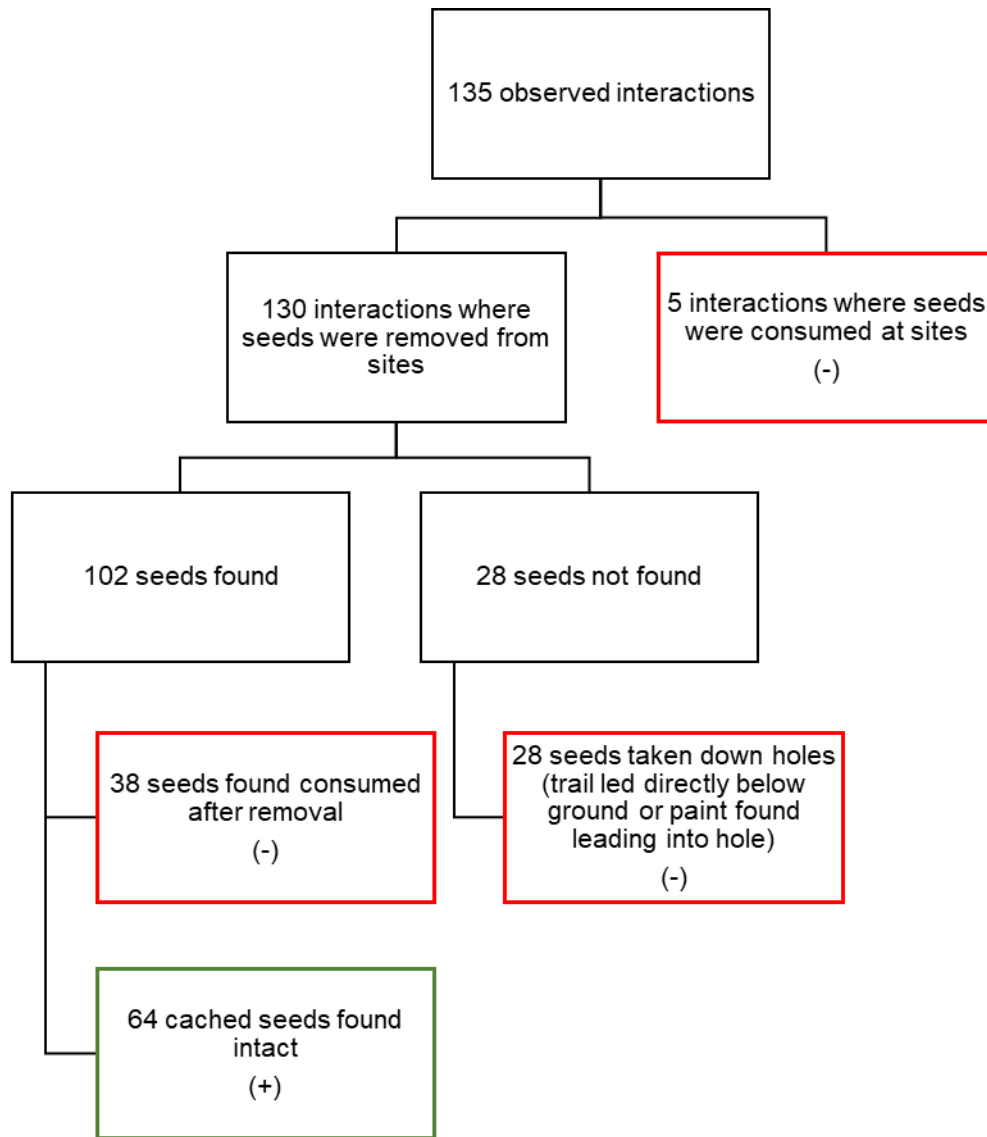 135 observed interactions
130 interactions where
seeds were removed from
sites
5 interactions where seeds
were consumed at sites
(-)
102 seeds found
28 seeds not found
38 seeds found consumed
after removal
(-)
28 seeds taken down holes
(trail led directly below
ground or paint found
leading into hole)
(-)
64 cached seeds found
intact
(+)